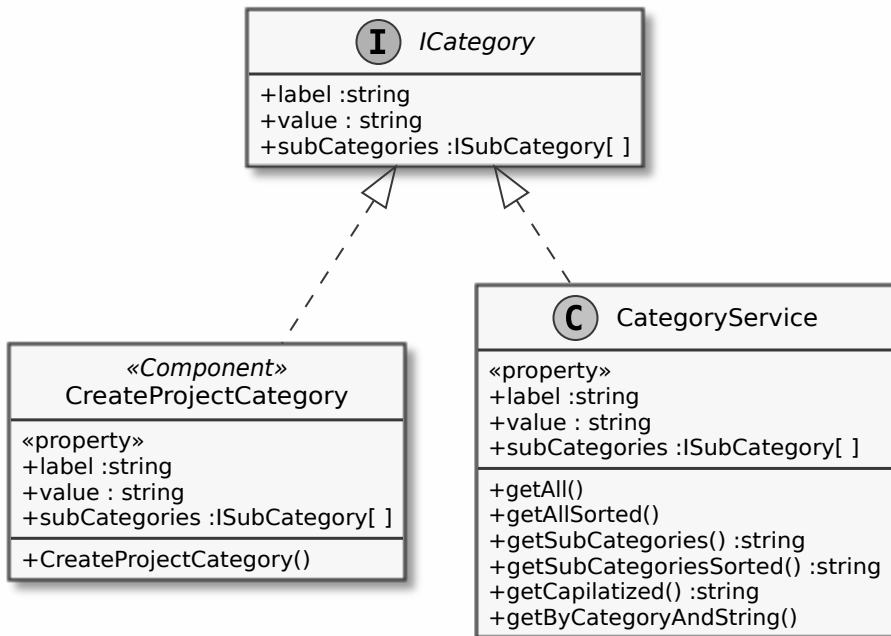 I ICategory
+label :string
+value : string
+subCategories :ISubCategory[ ]
«Component»
CreateProjectCategory
«property»
+label :string
+value : string
+subCategories :ISubCategory[ ]
+CreateProjectCategory()
C CategoryService
«property»
+label :string
+value : string
+subCategories :ISubCategory[ ]
+getAll()
+getAllSorted()
+getSubCategories() :string
+getSubCategoriesSorted() :string
+getCapilatized() :string
+getByCategoryAndString()